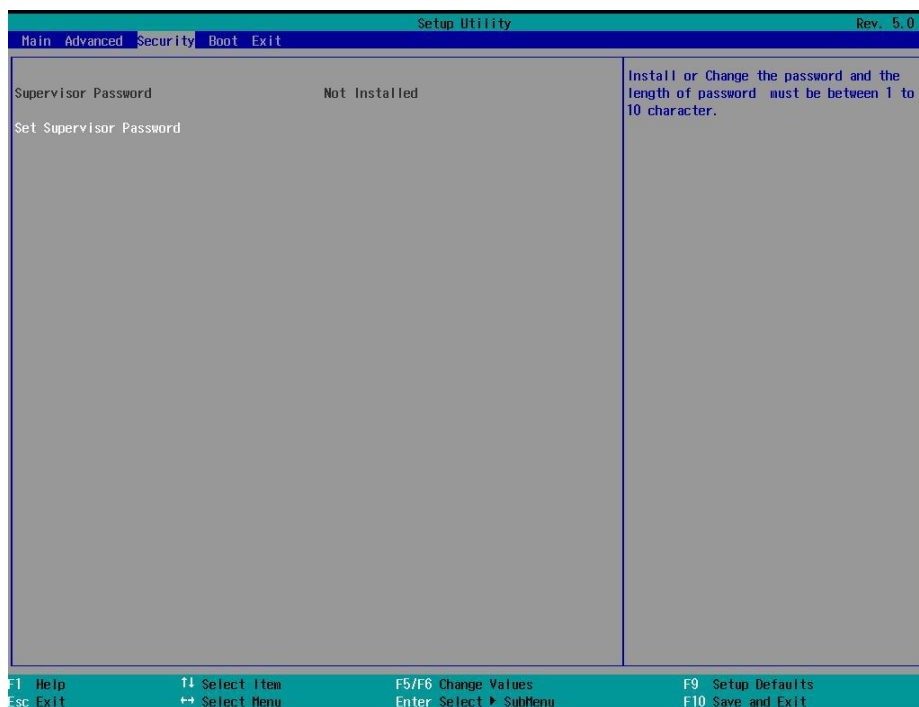 Setup Utility Rev. 5.0
Main Advanced Security Boot Exit
Supervisor Password Not Installed
Set Supervisor Password
Install or Change the password and the
length of password must be between 1 to
10 character.
F1 Help ↑↓ Select Item F5/F6 Change Values F9 Setup Defaults
Esc Exit ↔ Select Menu Enter Select ▶ SubMenu F10 Save and Exit